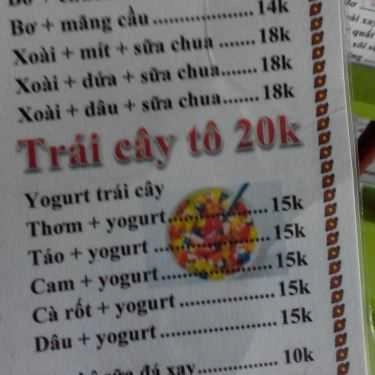 Bơ + mãng cầu 14k
Xoài + mít + sữa chua 18k
Xoài + dứa + sữa chua 18k
Xoài + dâu + sữa chua 18k
Trái cây tô 20k
Yogurt trái cây
Thơm + yogurt 15k
Táo + yogurt 15k
Cam + yogurt 15k
Cà rốt + yogurt 15k
Dâu + yogurt 15k
sữa đá xay 10k